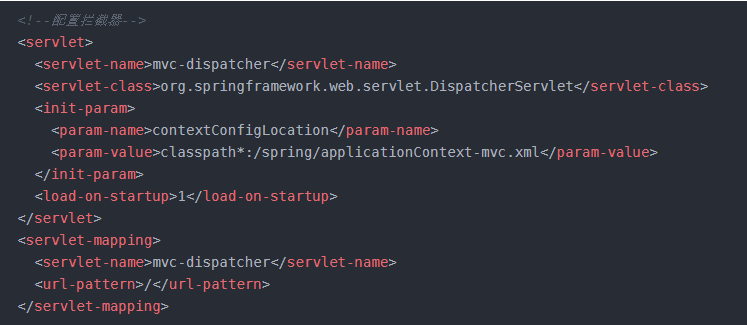 <!--配置拦截器-->
<servlet>
<servlet-name>mvc-dispatcher</servlet-name>
<servlet-class>org.springframework.web.servlet.DispatcherServlet</servlet-class>
<init-param>
<param-name>contextConfigLocation</param-name>
<param-value>classpath*:/spring/applicationContext-mvc.xml</param-value>
</init-param>
<load-on-startup>1</load-on-startup>
</servlet>
<servlet-mapping>
<servlet-name>mvc-dispatcher</servlet-name>
<url-pattern>/</url-pattern>
</servlet-mapping>